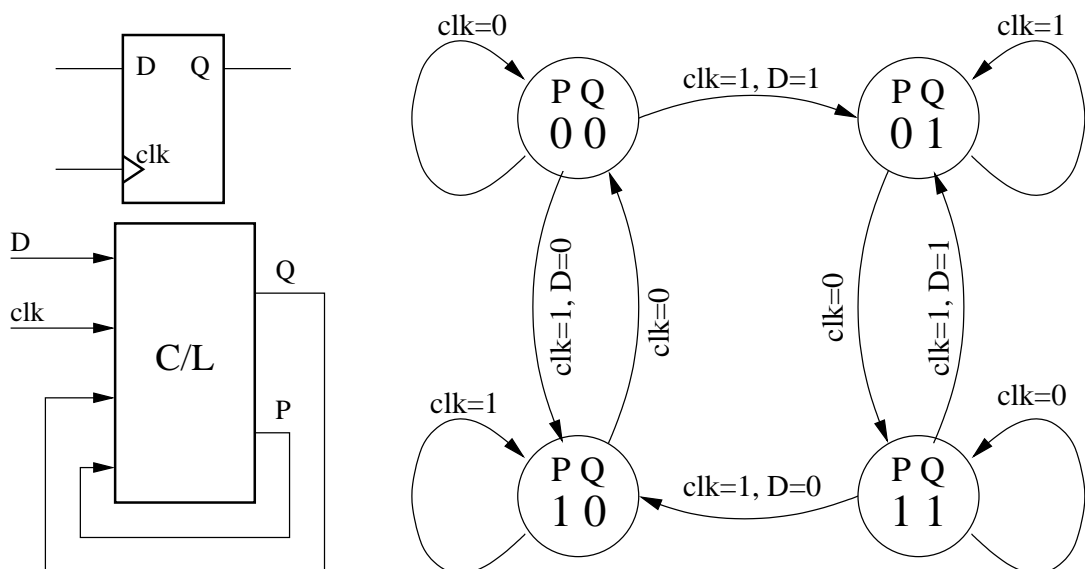 D Q
clk
D
clk
C/L
Q
P
clk=0
P Q
0 0
clk=1, D=1
clk=1
P Q
0 1
clk=1, D=0
clk=0
clk=0
clk=1, D=1
clk=1
P Q
1 0
clk=1, D=0
clk=0
P Q
1 1